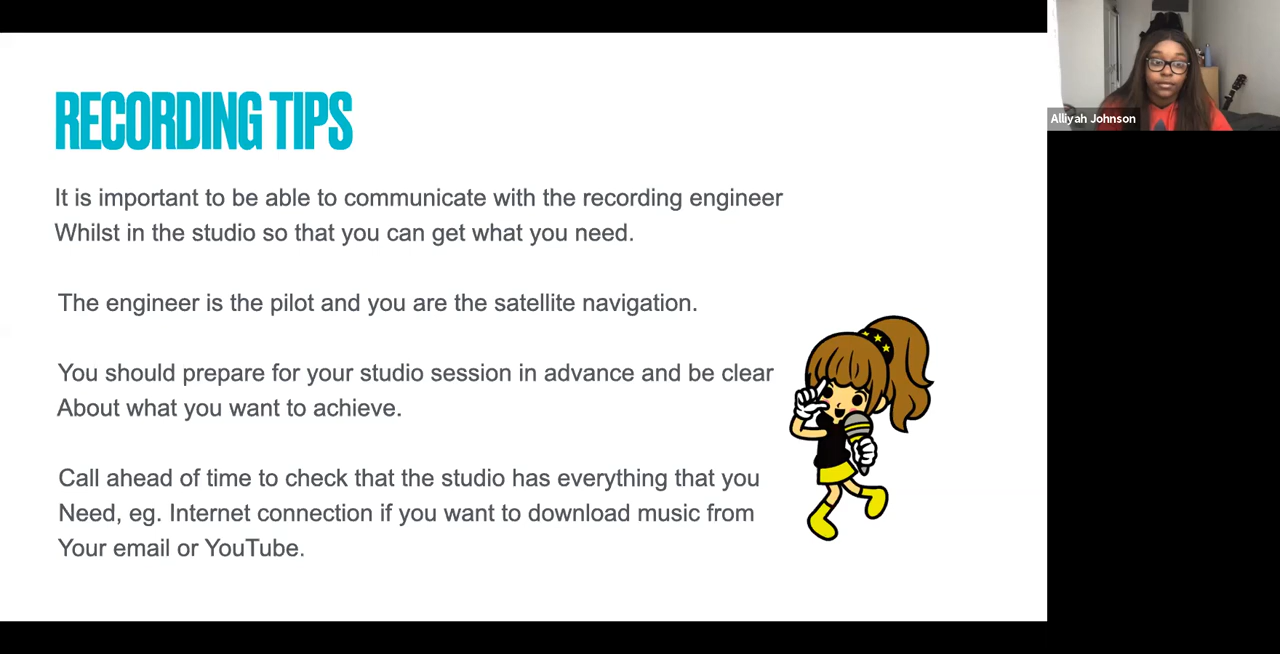 RECORDING TIPS
It is important to be able to communicate with the recording engineer
Whilst in the studio so that you can get what you need.
The engineer is the pilot and you are the satellite navigation.
You should prepare for your studio session in advance and be clear
About what you want to achieve.
Call ahead of time to check that the studio has everything that you
Need, eg. Internet connection if you want to download music from
Your email or YouTube.
Alliyah Johnson